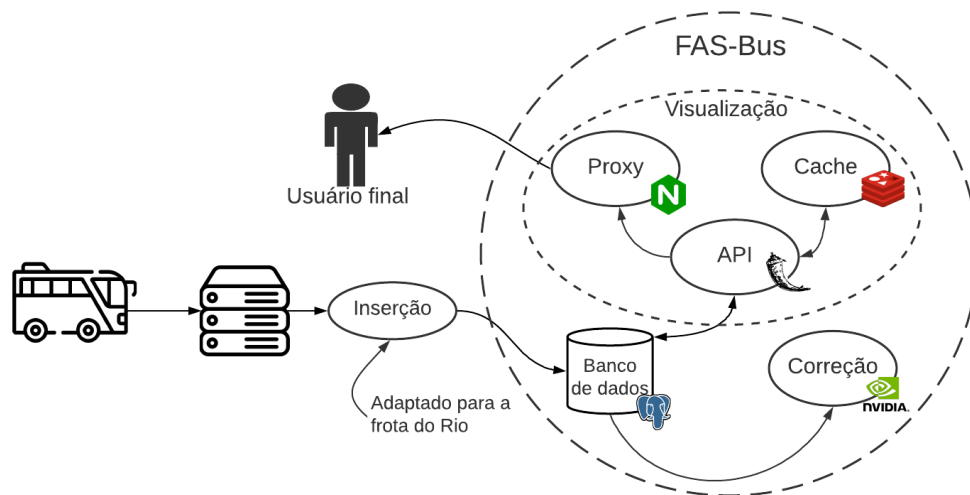 FAS-Bus
Visualização
Proxy
N
Cache
Usuário final
API
Inserção
Banco
de dados
Correção
NVIDIA.
Adaptado para a
frota do Rio